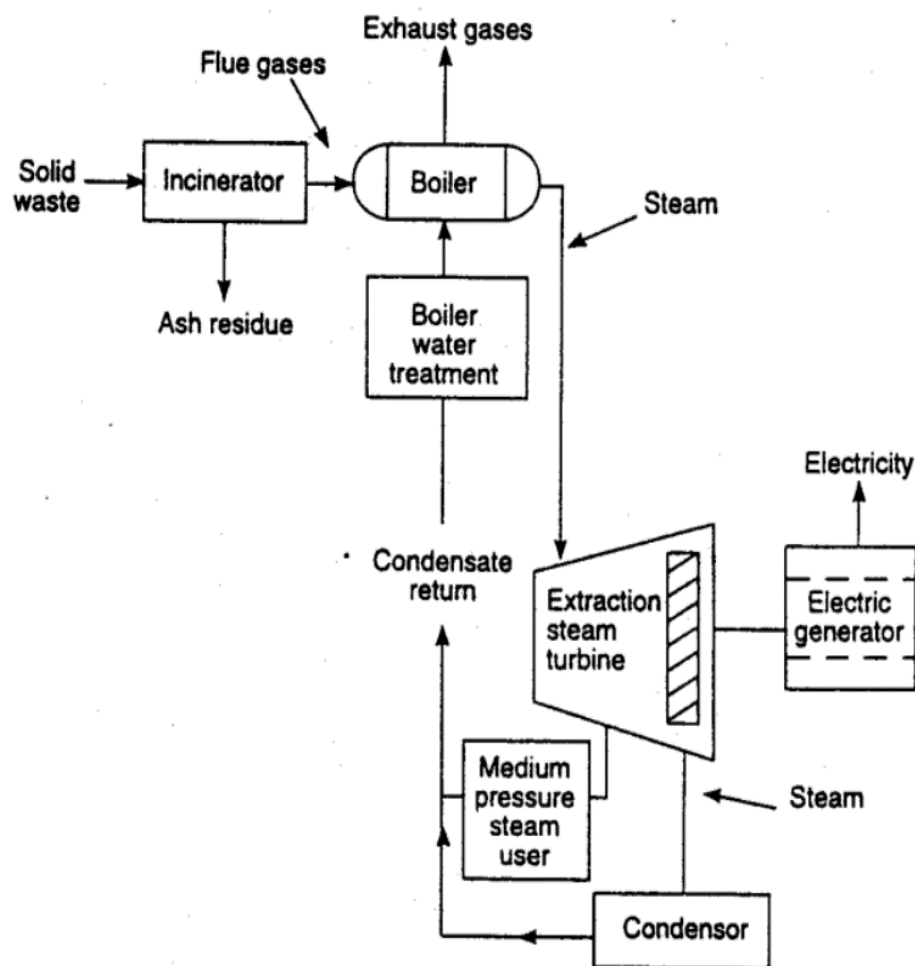 Exhaust gases
Flue gases
Solid
waste
Incinerator
Boiler
Steam
Ash residue
Boiler
water
treatment
Electricity
Condensate
return
Extraction
steam
turbine
Electric
generator
Medium
pressure
steam
user
Steam
Condensor